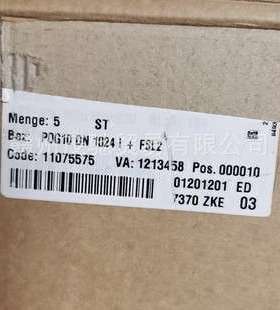 Menge: 5 ST
Bez: POG10 DN 1024 I + FSL2
Code: 11075575 VA: 1213458 Pos. 000010
01201201 ED
7370 ZKE 03